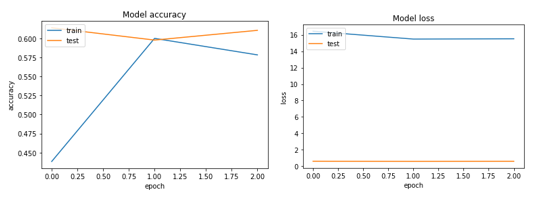 Model accuracy
train
test
0.600
0.575
0.550
0.525
0.500
0.475
0.450
accuracy
0.00 0.25 0.50 0.75 1.00 1.25 1.50 1.75 2.00
epoch
Model loss
train
test
16
14
12
10
8
6
4
2
0
loss
0.00 0.25 0.50 0.75 1.00 1.25 1.50 1.75 2.00
epoch